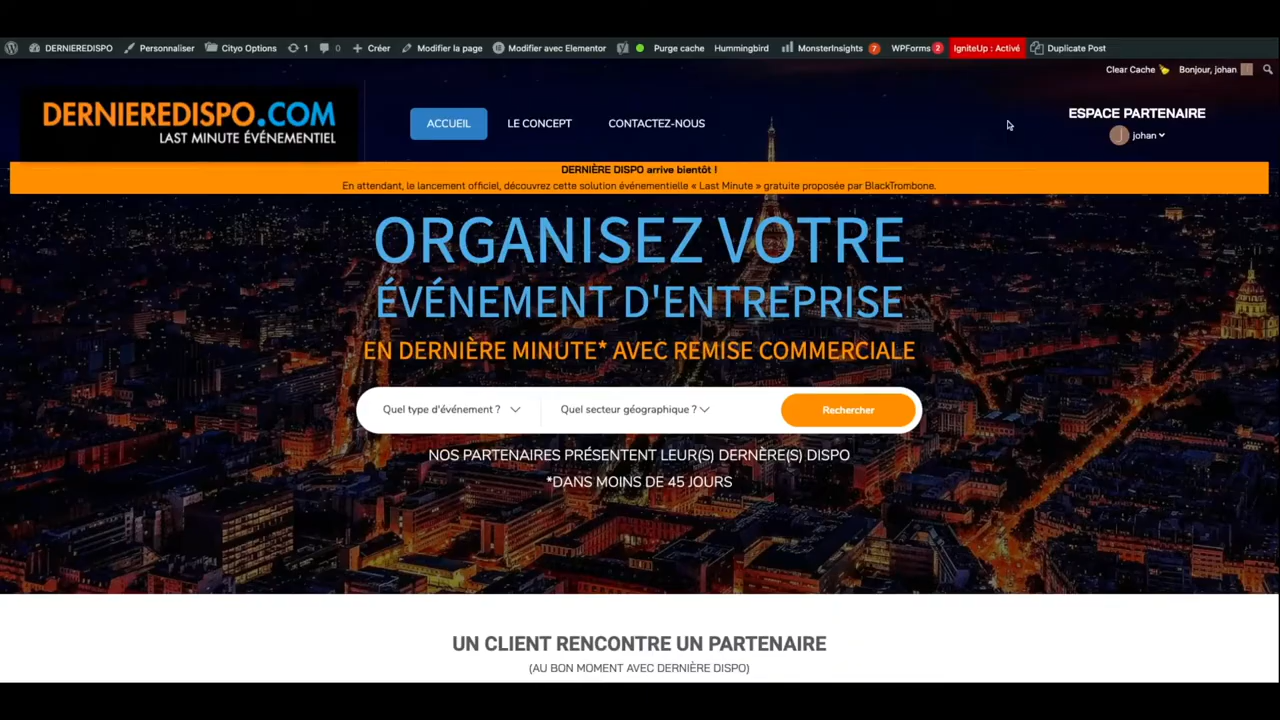 DERNIEREDISPO Personnaliser Cityo Options 1 0 Créer Modifier la page Modifier avec Elementor Purge cache Hummingbird MonsterInsights 7 WPForms 2 IgniteUp : Activé Duplicate Post
Clear Cache Bonjour, johan
DERNIEREDISPO.COM
LAST MINUTE ÉVÉNEMENTIEL
ACCUEIL LE CONCEPT CONTACTEZ-NOUS
ESPACE PARTENAIRE
J johan
DERNIÈRE DISPO arrive bientôt !
En attendant, le lancement officiel, découvrez cette solution événementielle « Last Minute » gratuite proposée par BlackTrombone.
ORGANISEZ VOTRE
ÉVÉNEMENT D'ENTREPRISE
EN DERNIÈRE MINUTE* AVEC REMISE COMMERCIALE
Quel type d'événement ? Quel secteur géographique ? Rechercher
NOS PARTENAIRES PRÉSENTENT LEUR(S) DERNÈRE(S) DISPO
*DANS MOINS DE 45 JOURS
UN CLIENT RENCONTRE UN PARTENAIRE
(AU BON MOMENT AVEC DERNIÈRE DISPO)